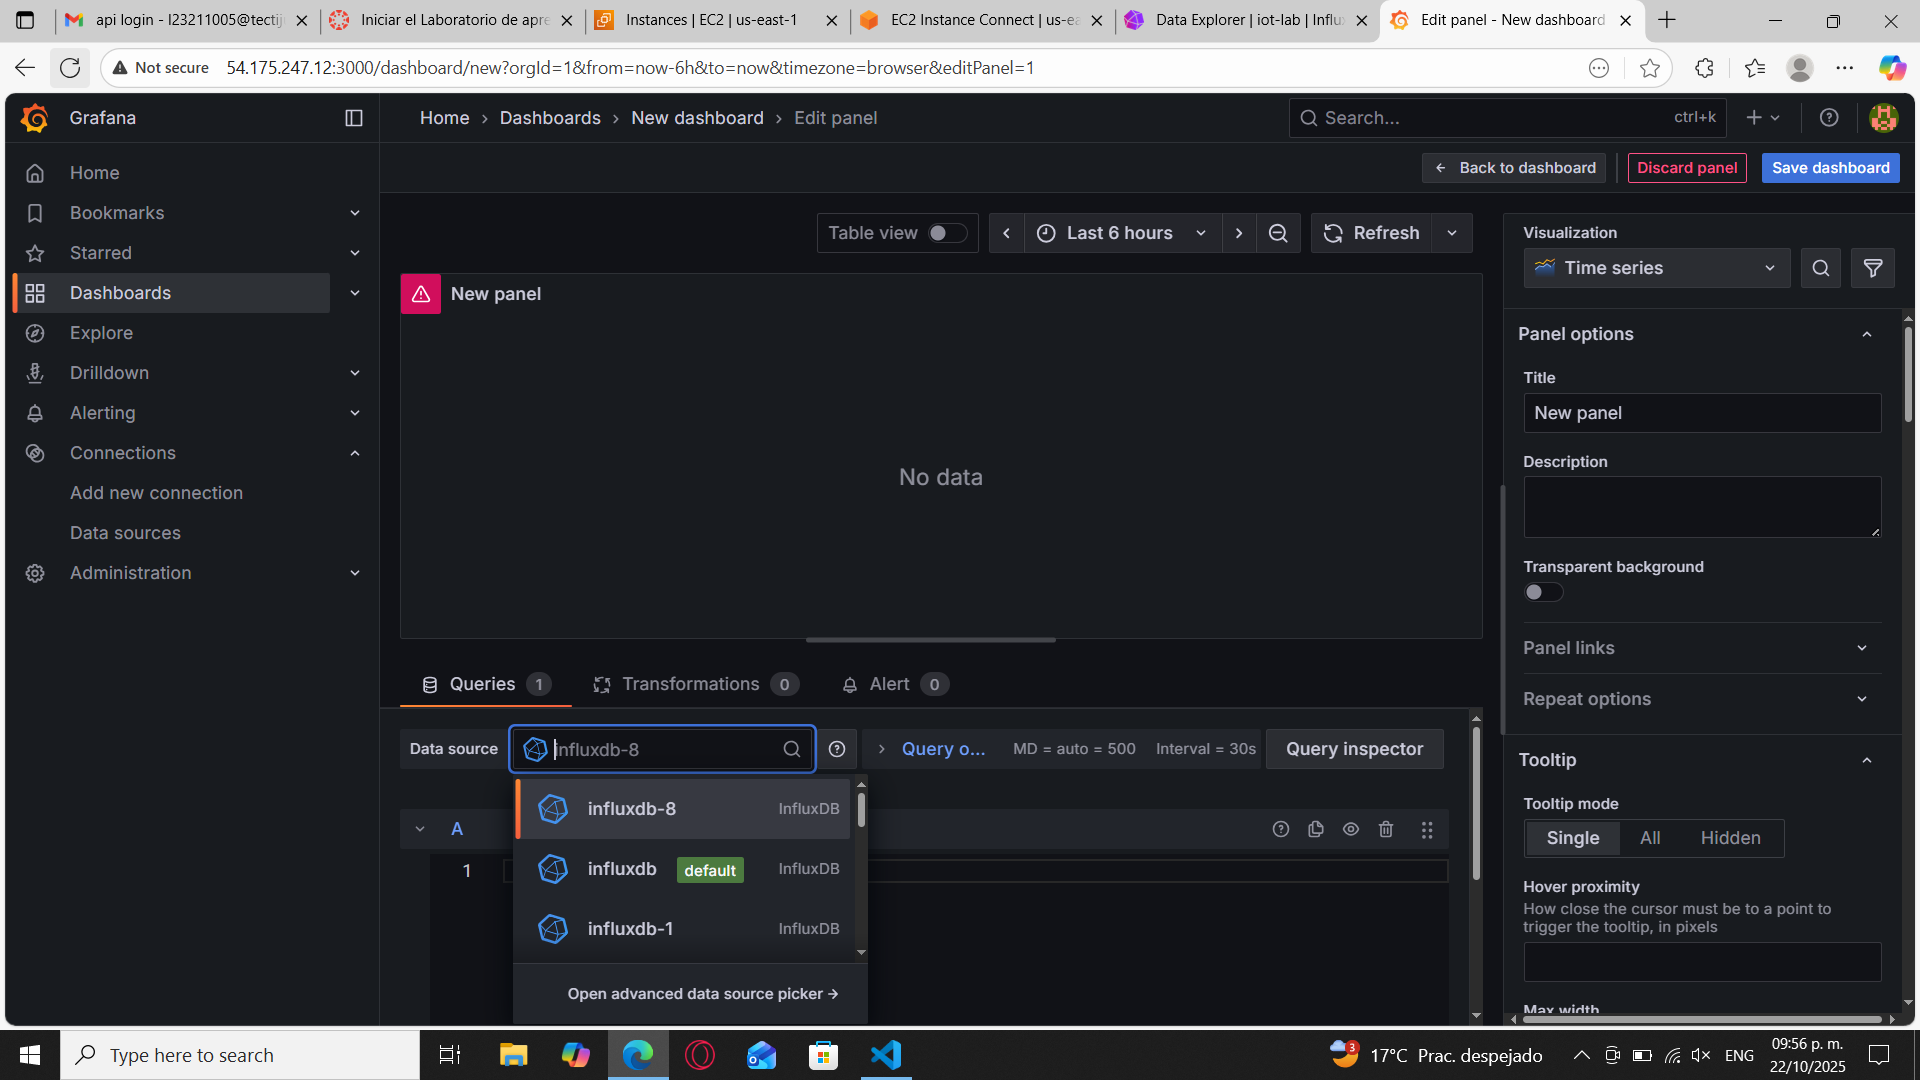 api login - l23211005@tectij
Iniciar el Laboratorio de apre
Instances | EC2 | us-east-1
EC2 Instance Connect | us-ea
Data Explorer | iot-lab | Influx
Edit panel - New dashboard
Not secure
54.175.247.12:3000/dashboard/new?orgId=1&from=now-6h&to=now&timezone=browser&editPanel=1
Grafana
Home
Dashboards
New dashboard
Edit panel
Search...
ctrl+k
Back to dashboard
Discard panel
Save dashboard
Home
Bookmarks
Starred
Dashboards
Explore
Drilldown
Alerting
Connections
Add new connection
Data sources
Administration
Table view
Last 6 hours
Refresh
New panel
No data
Queries 1
Transformations 0
Alert 0
Data source
influxdb-8
Query o...
MD = auto = 500
Interval = 30s
Query inspector
influxdb-8 InfluxDB
influxdb default InfluxDB
influxdb-1 InfluxDB
Open advanced data source picker
A
1
Visualization
Time series
Panel options
Title
New panel
Description
Transparent background
Panel links
Repeat options
Tooltip
Tooltip mode
Single All Hidden
Hover proximity
How close the cursor must be to a point to
trigger the tooltip, in pixels
Max width
Type here to search
3
17°C Prac. despejado
ENG
09:56 p. m.
22/10/2025